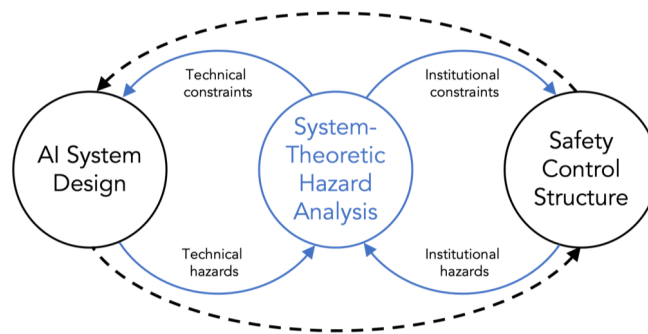 Technical
constraints
Institutional
constraints
AI System
Design
System-
Theoretic
Hazard
Analysis
Safety
Control
Structure
Technical
hazards
Institutional
hazards